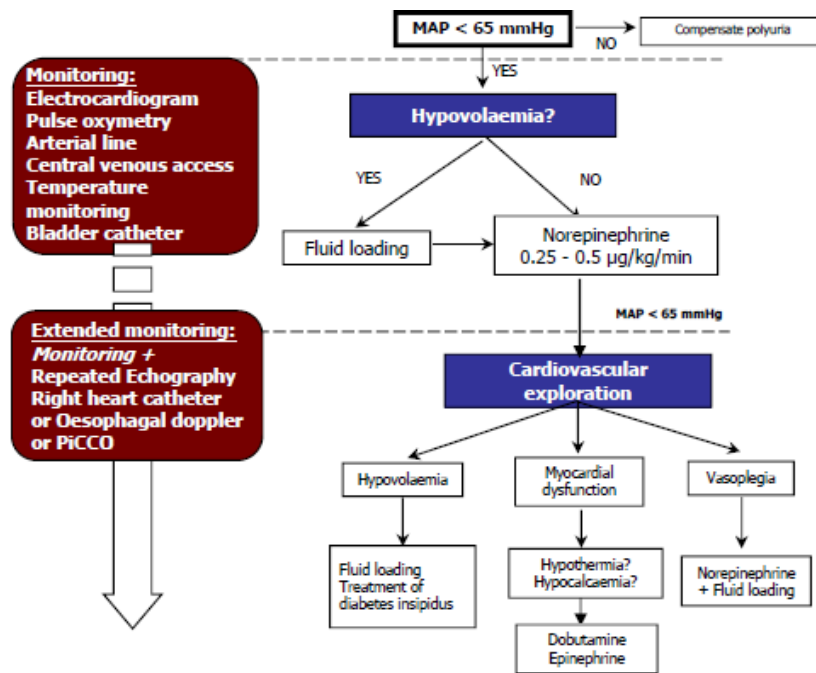 MAP < 65 mmHg
NO
Compensate polyuria
YES
Monitoring:
Electrocardiogram
Pulse oxymetry
Arterial line
Central venous access
Temperature
monitoring
Bladder catheter
Hypovolaemia?
YES
NO
Fluid loading
Norepinephrine
0.25 - 0.5 µg/kg/min
MAP < 65 mmHg
Extended monitoring:
Monitoring +
Repeated Echography
Right heart catheter
or Oesophagal doppler
or PiCCO
Cardiovascular
exploration
Hypovolaemia
Myocardial
dysfunction
Vasoplegia
Fluid loading
Treatment of
diabetes insipidus
Hypothermia?
Hypocalcaemia?
Norepinephrine
+ Fluid loading
Dobutamine
Epinephrine